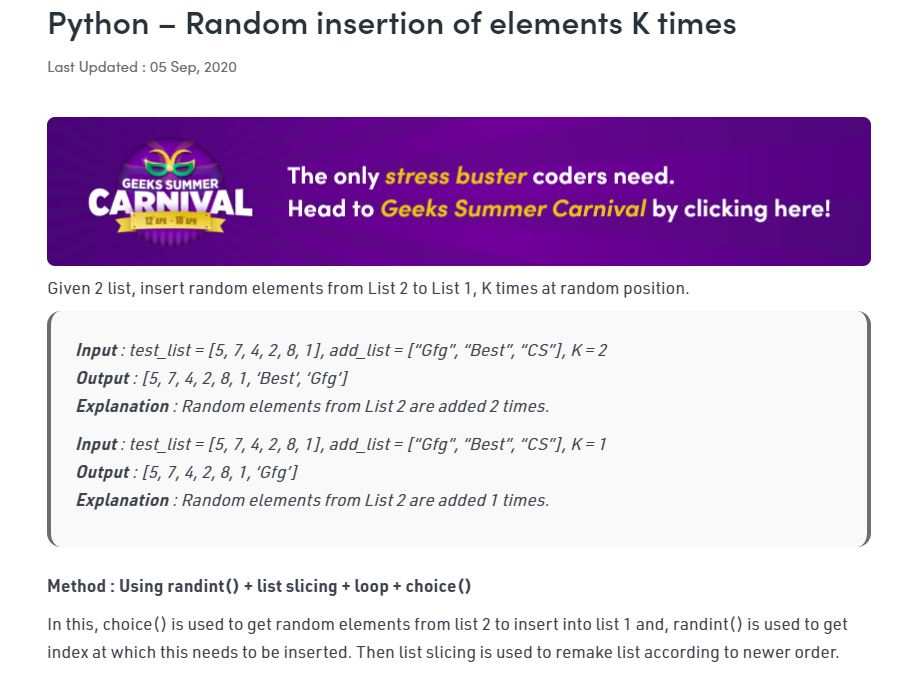 Python – Random insertion of elements K times
Last Updated : 05 Sep, 2020
GEEKS SUMMER
CARNIVAL
12 APR - 18 APR
The only stress buster coders need.
Head to Geeks Summer Carnival by clicking here!
Given 2 list, insert random elements from List 2 to List 1, K times at random position.
Input : test_list = [5, 7, 4, 2, 8, 1], add_list = [“Gfg”, “Best”, “CS”], K = 2
Output : [5, 7, 4, 2, 8, 1, ‘Best’, ‘Gfg’]
Explanation : Random elements from List 2 are added 2 times.
Input : test_list = [5, 7, 4, 2, 8, 1], add_list = [“Gfg”, “Best”, “CS”], K = 1
Output : [5, 7, 4, 2, 8, 1, ‘Gfg’]
Explanation : Random elements from List 2 are added 1 times.
Method : Using randint() + list slicing + loop + choice()
In this, choice() is used to get random elements from list 2 to insert into list 1 and, randint() is used to get
index at which this needs to be inserted. Then list slicing is used to remake list according to newer order.